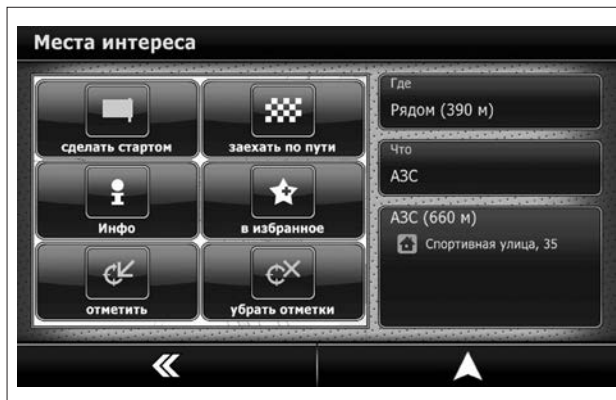 Места интереса
сделать стартом
заехать по пути
Инфо
в избранное
отметить
убрать отметки
Где
Рядом (390 м)
Что
АЗС
АЗС (660 м)
Спортивная улица, 35